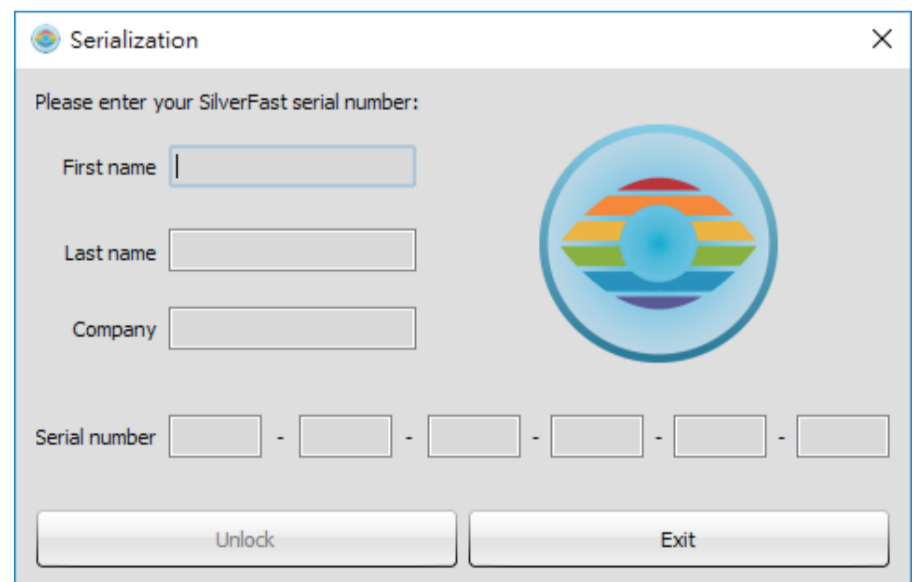 Serialization
Please enter your SilverFast serial number:
First name
Last name
Company
Serial number - - - - -
Unlock Exit